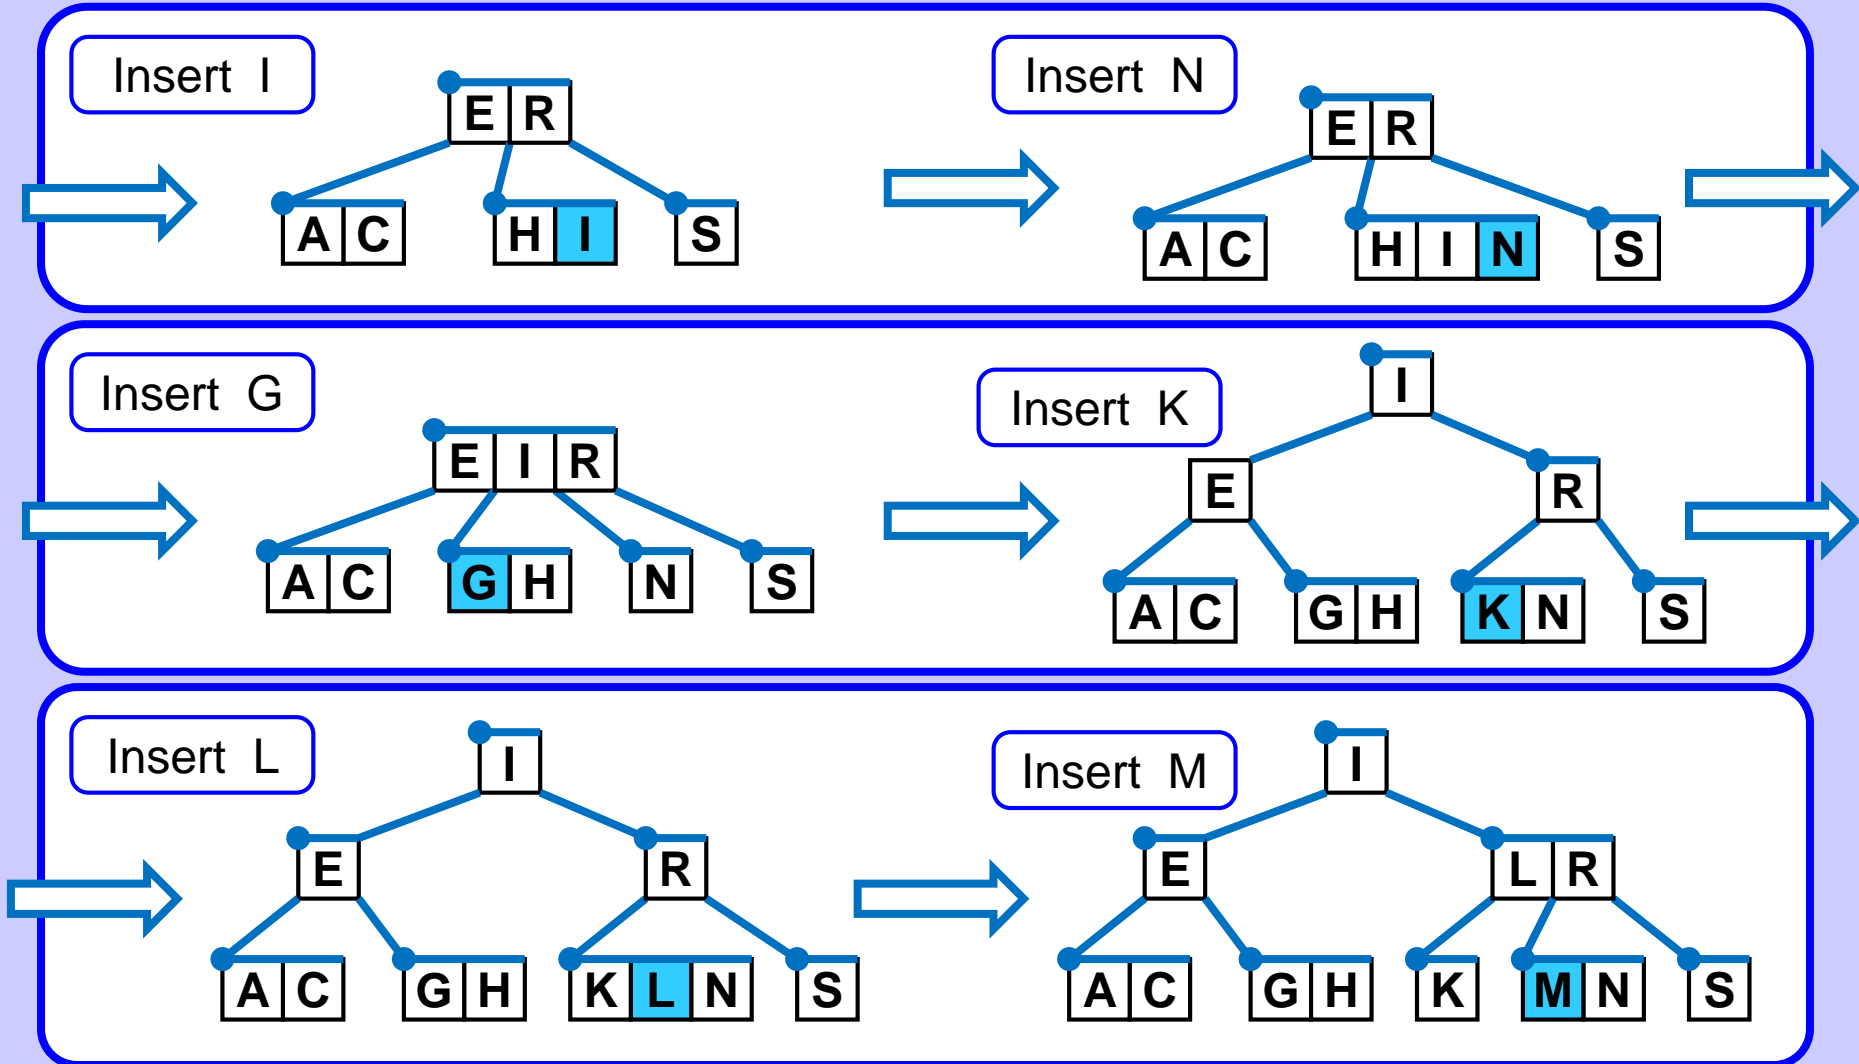 Insert I
E R
A C H I S
Insert N
E R
A C H I N S
Insert G
E I R
A C G H N S
Insert K
I
E R
A C G H K N S
Insert L
I
E R
A C G H K L N S
Insert M
I
E L R
A C G H K M N S